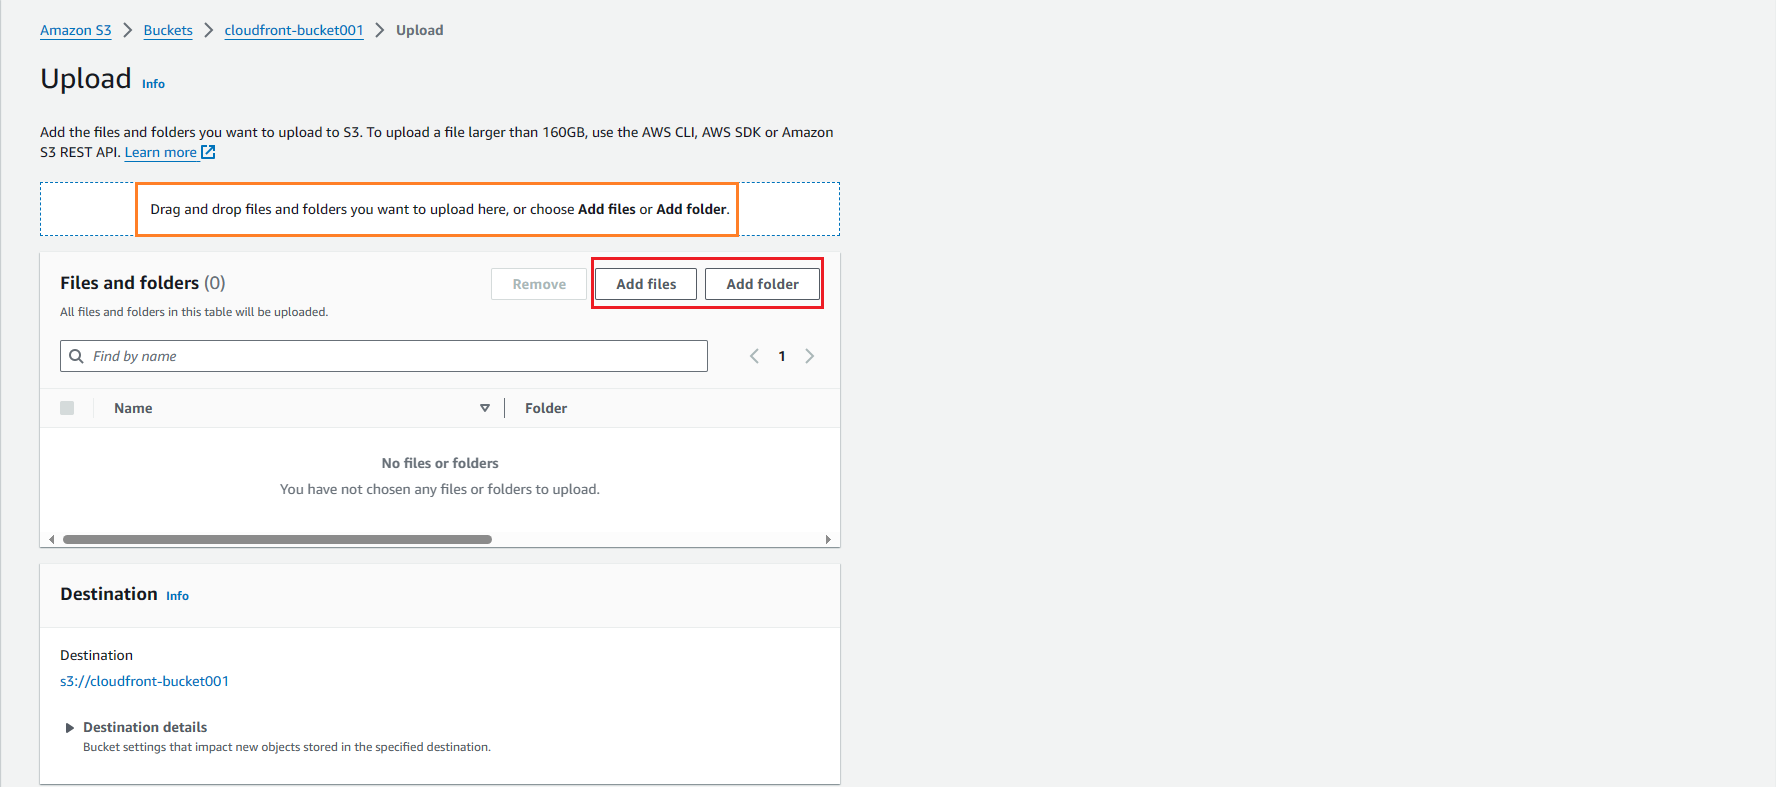 Amazon S3 > Buckets > cloudfront-bucket001 > Upload
Upload Info
Add the files and folders you want to upload to S3. To upload a file larger than 160GB, use the AWS CLI, AWS SDK or Amazon
S3 REST API. Learn more
Drag and drop files and folders you want to upload here, or choose Add files or Add folder.
Files and folders (0)
Remove
Add files
Add folder
All files and folders in this table will be uploaded.
Find by name
1
Name
Folder
No files or folders
You have not chosen any files or folders to upload.
Destination Info
Destination
s3://cloudfront-bucket001
Destination details
Bucket settings that impact new objects stored in the specified destination.